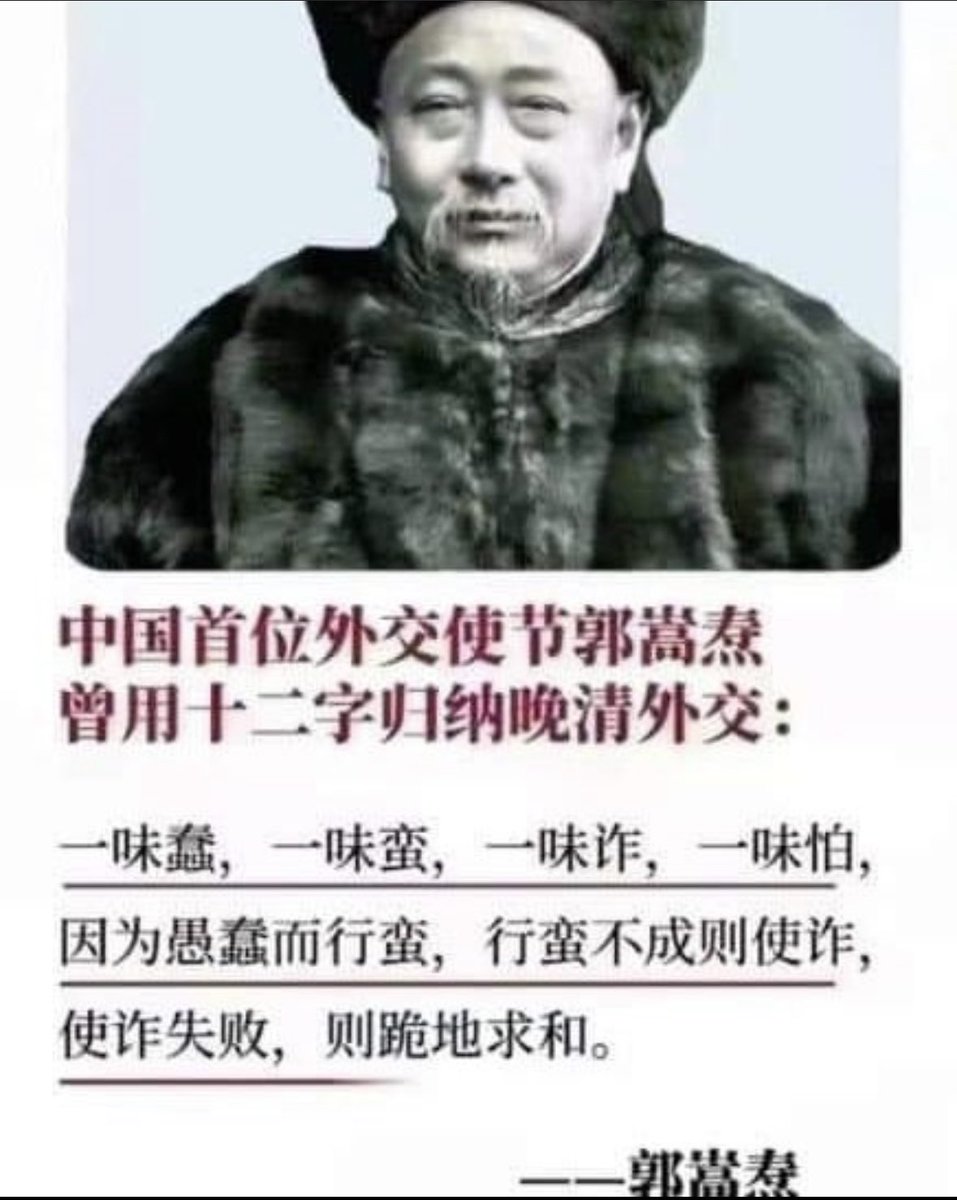 中国首位外交使节郭嵩焘
曾用十二字归纳晚清外交：
一味蠢，一味蛮，一味诈，一味怕，
因为愚蠢而行蛮，行蛮不成则使诈，
使诈失败，则跪地求和。
——郭嵩焘